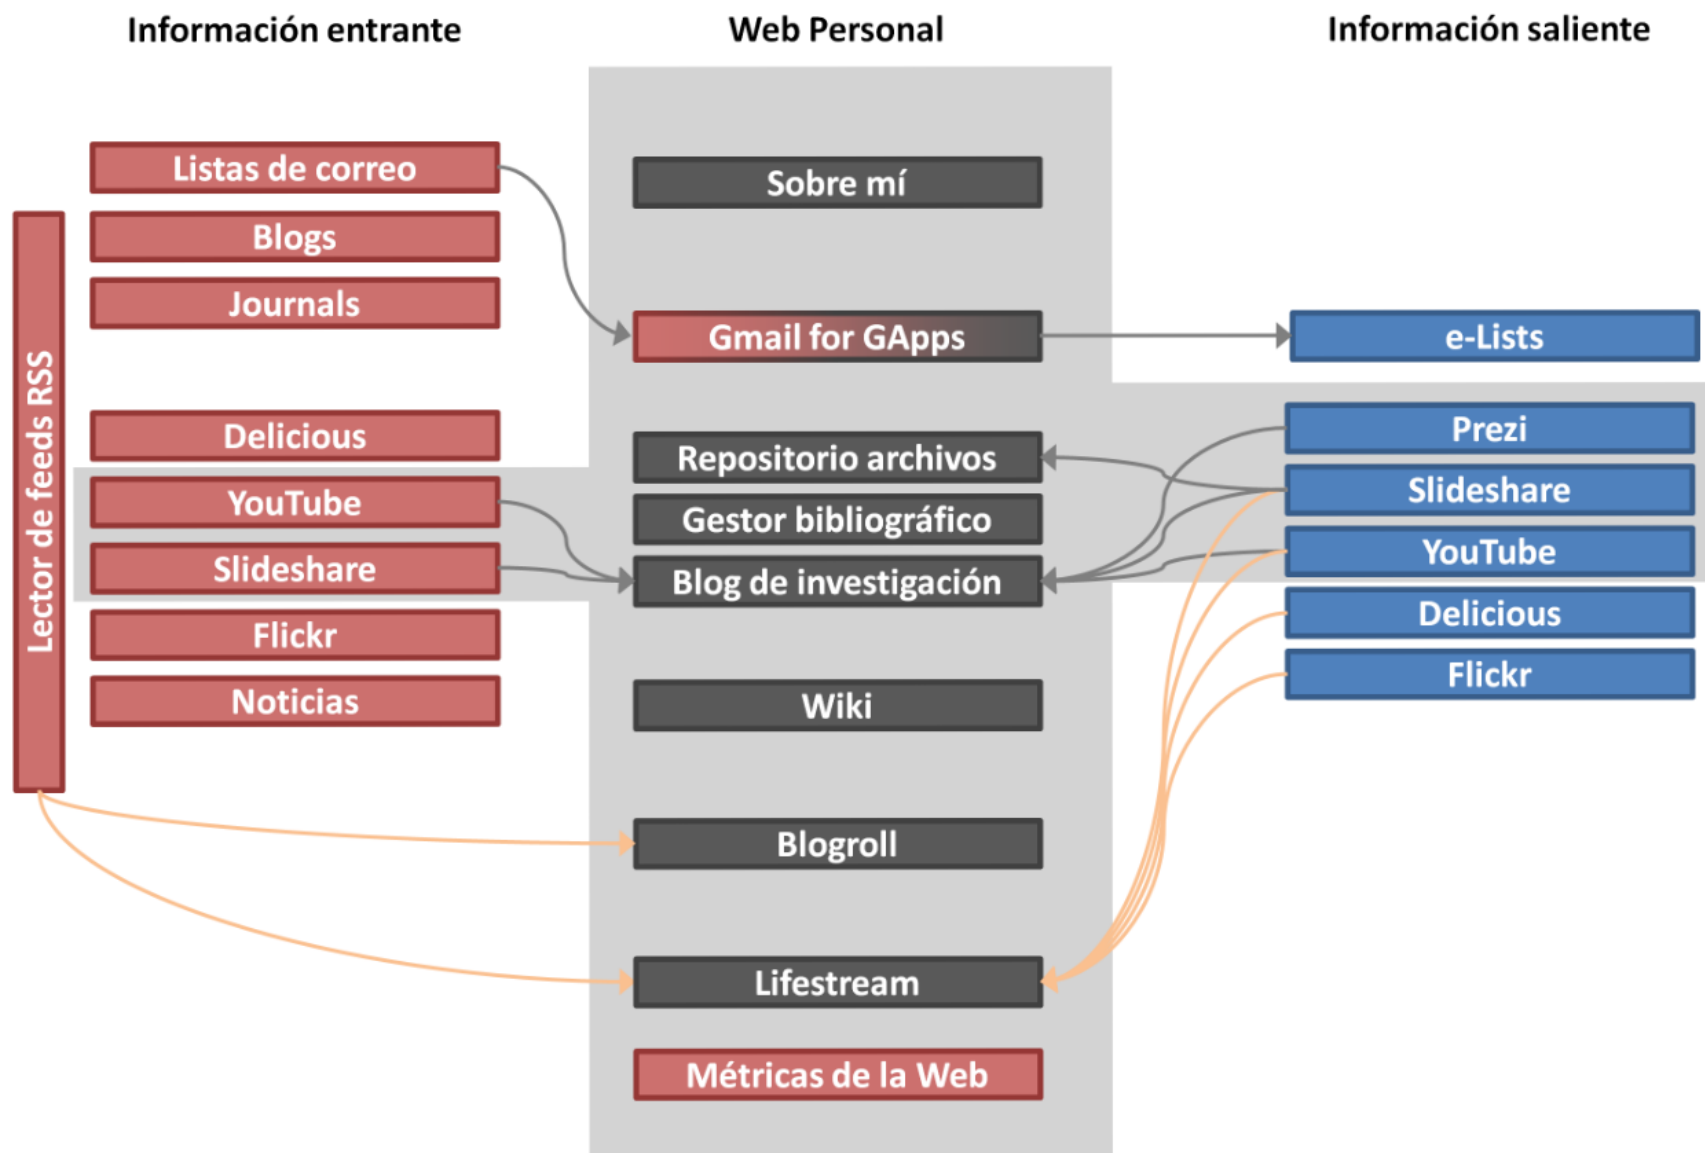 Información entrante
Web Personal
Información saliente
Lector de feeds RSS
Listas de correo
Blogs
Journals
Delicious
YouTube
Slideshare
Flickr
Noticias
Sobre mí
Gmail for GApps
Repositorio archivos
Gestor bibliográfico
Blog de investigación
Wiki
Blogroll
Lifestream
Métricas de la Web
e-Lists
Prezi
Slideshare
YouTube
Delicious
Flickr